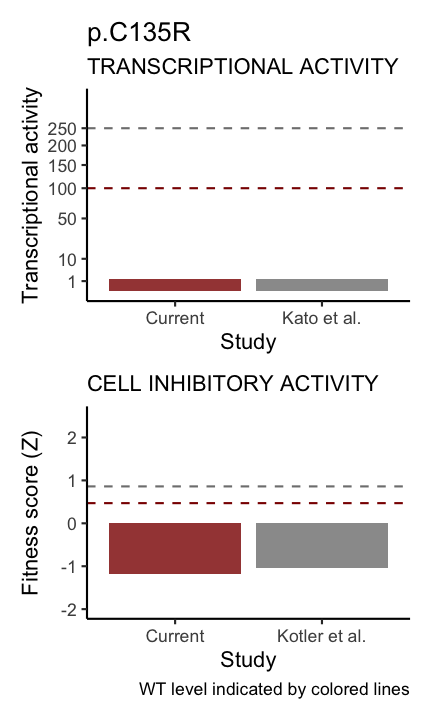 p.C135R
TRANSCRIPTIONAL ACTIVITY
Transcriptional activity
250
200
150
100
50
10
1
Current
Kato et al.
Study
CELL INHIBITORY ACTIVITY
Fitness score (Z)
2
1
0
-1
-2
Current
Kotler et al.
Study
WT level indicated by colored lines